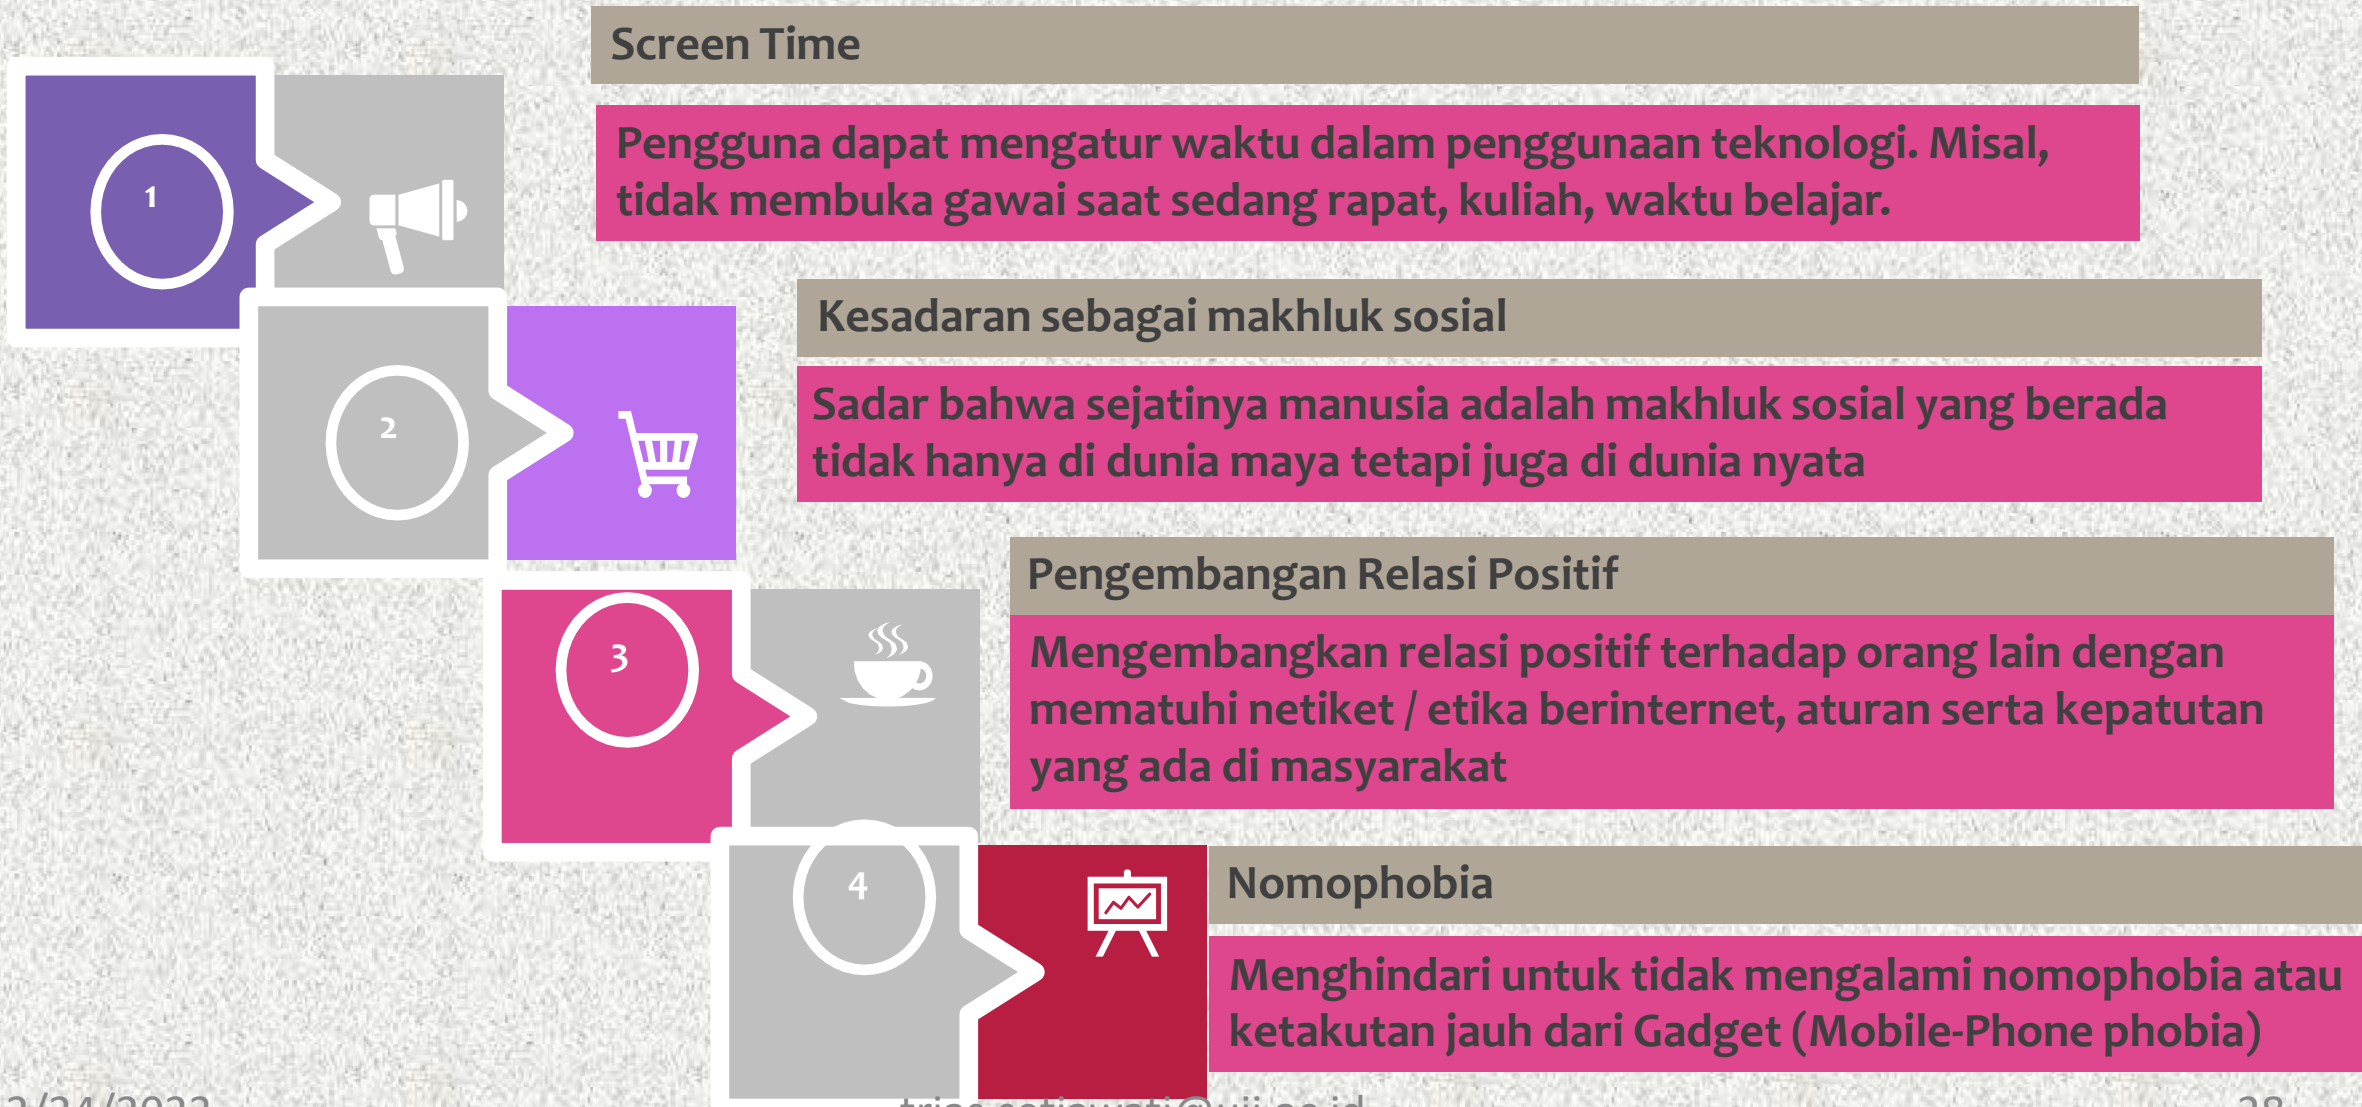 Screen Time
Pengguna dapat mengatur waktu dalam penggunaan teknologi. Misal,
tidak membuka gawai saat sedang rapat, kuliah, waktu belajar.
1
Kesadaran sebagai makhluk sosial
Sadar bahwa sejatinya manusia adalah makhluk sosial yang berada
tidak hanya di dunia maya tetapi juga di dunia nyata
2
Pengembangan Relasi Positif
Mengembangkan relasi positif terhadap orang lain dengan
mematuhi netiket / etika berinternet, aturan serta kepatutan
yang ada di masyarakat
3
Nomophobia
Menghindari untuk tidak mengalami nomophobia atau
ketakutan jauh dari Gadget (Mobile-Phone phobia)
4